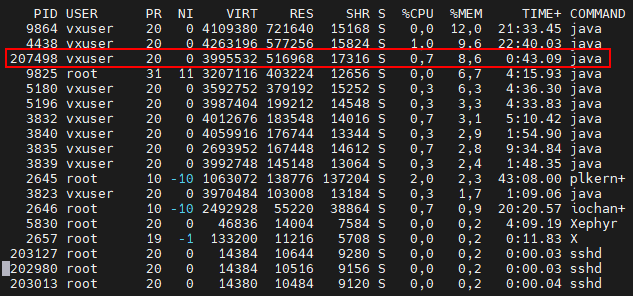 PID USER PR NI VIRT RES SHR S %CPU %MEM TIME+ COMMAND
9864 vxuser 20 0 4109380 721640 15168 S 0,0 12,0 21:33.45 java
4438 vxuser 20 0 4263196 577256 15824 S 1.0 9.6 22:40.03 java
207498 vxuser 20 0 3995532 516968 17316 S 0,7 8,6 0:43.09 java
9825 root 31 11 3207116 403224 12656 S 0,0 6,7 4:15.93 java
5180 vxuser 20 0 3592752 379192 15252 S 0,3 6,3 4:36.30 java
5196 vxuser 20 0 3987404 199212 14548 S 0,3 3,3 4:33.83 java
3832 vxuser 20 0 4012676 183548 14016 S 0,7 3,1 5:10.42 java
3840 vxuser 20 0 4059916 176744 13344 S 0,3 2,9 1:54.90 java
3835 vxuser 20 0 2693952 167448 14612 S 0,7 2,8 9:34.84 java
3839 vxuser 20 0 3992748 145148 13064 S 0,3 2,4 1:48.35 java
2645 root 10 -10 1063072 138776 137204 S 2,0 2,3 43:08.00 plkern+
3823 vxuser 20 0 3970484 103008 13184 S 0,3 1,7 1:09.06 java
2646 root 10 -10 2492928 55220 38864 S 0,7 0,9 20:20.57 lochan+
5830 root 20 0 46836 14004 7584 S 0,0 0,2 4:09.19 Xephyr
2657 root 19 -1 133200 11216 5708 S 0,0 0,2 0:11.83 X
203127 root 20 0 14384 10644 9280 S 0,0 0,2 0:00.03 sshd
202980 root 20 0 14384 10516 9156 S 0,0 0,2 0:00.03 sshd
203013 root 20 0 14380 10484 9120 S 0,0 0,2 0:00.04 sshd